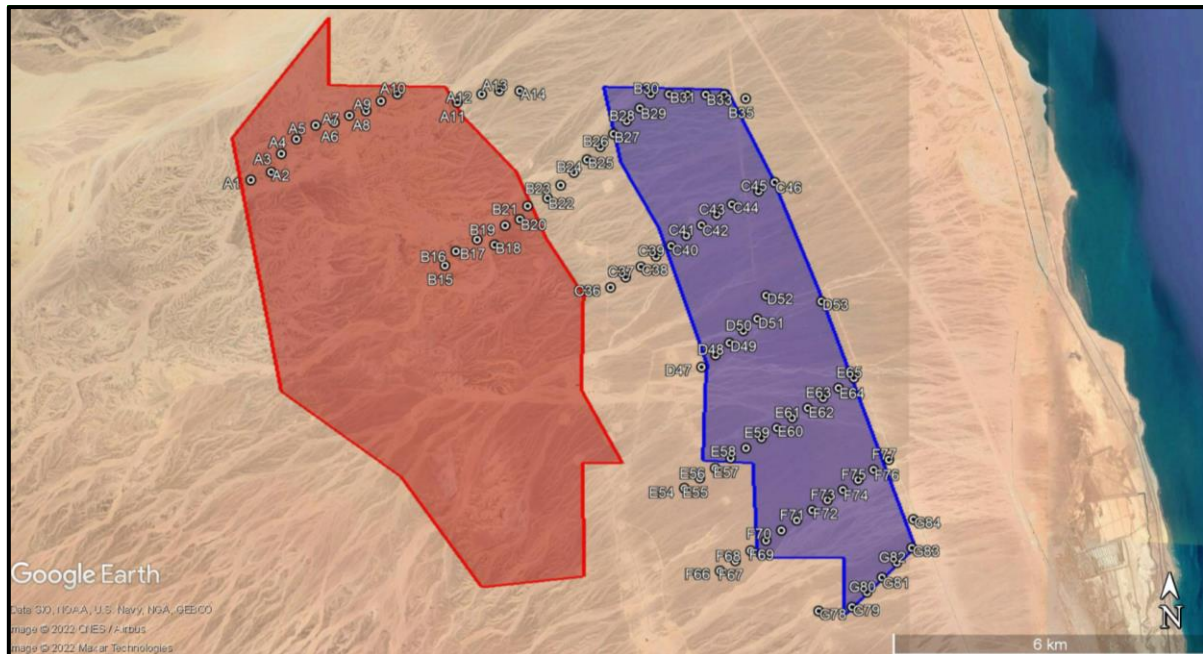 A1
A2
A3
A4
A5
A6
A7
A8
A9
A10
A11
A12
A13
A14
B15
B16
B17
B18
B19
B20
B21
B22
B23
B24
B25
B26
B27
B28
B29
B30
B31
B33
B35
C36
C37
C38
C39
C40
C41
C42
C43
C44
C45
C46
D47
D48
D49
D50
D51
D52
D53
E54
E55
E56
E57
E58
E59
E60
E61
E62
E63
E64
E65
F66
F67
F68
F69
F70
F71
F72
F73
F74
F75
F76
F77
G78
G79
G80
G81
G82
G83
G84
Google Earth
Data SIO, NOAA, U.S. Navy, NGA, GEBCO
Image © 2022 CNES / Airbus
Image © 2022 Maxar Technologies
N
6 km